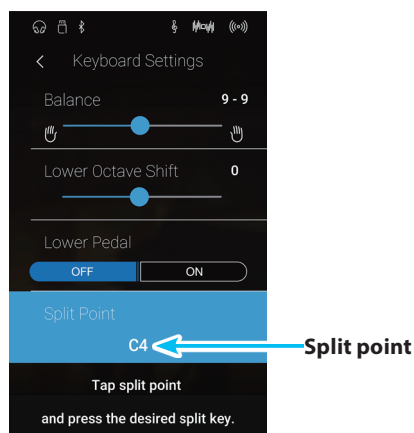 Keyboard Settings
Balance 9 - 9
Lower Octave Shift 0
Lower Pedal
OFF ON
Split Point
C4
Split point
Tap split point
and press the desired split key.